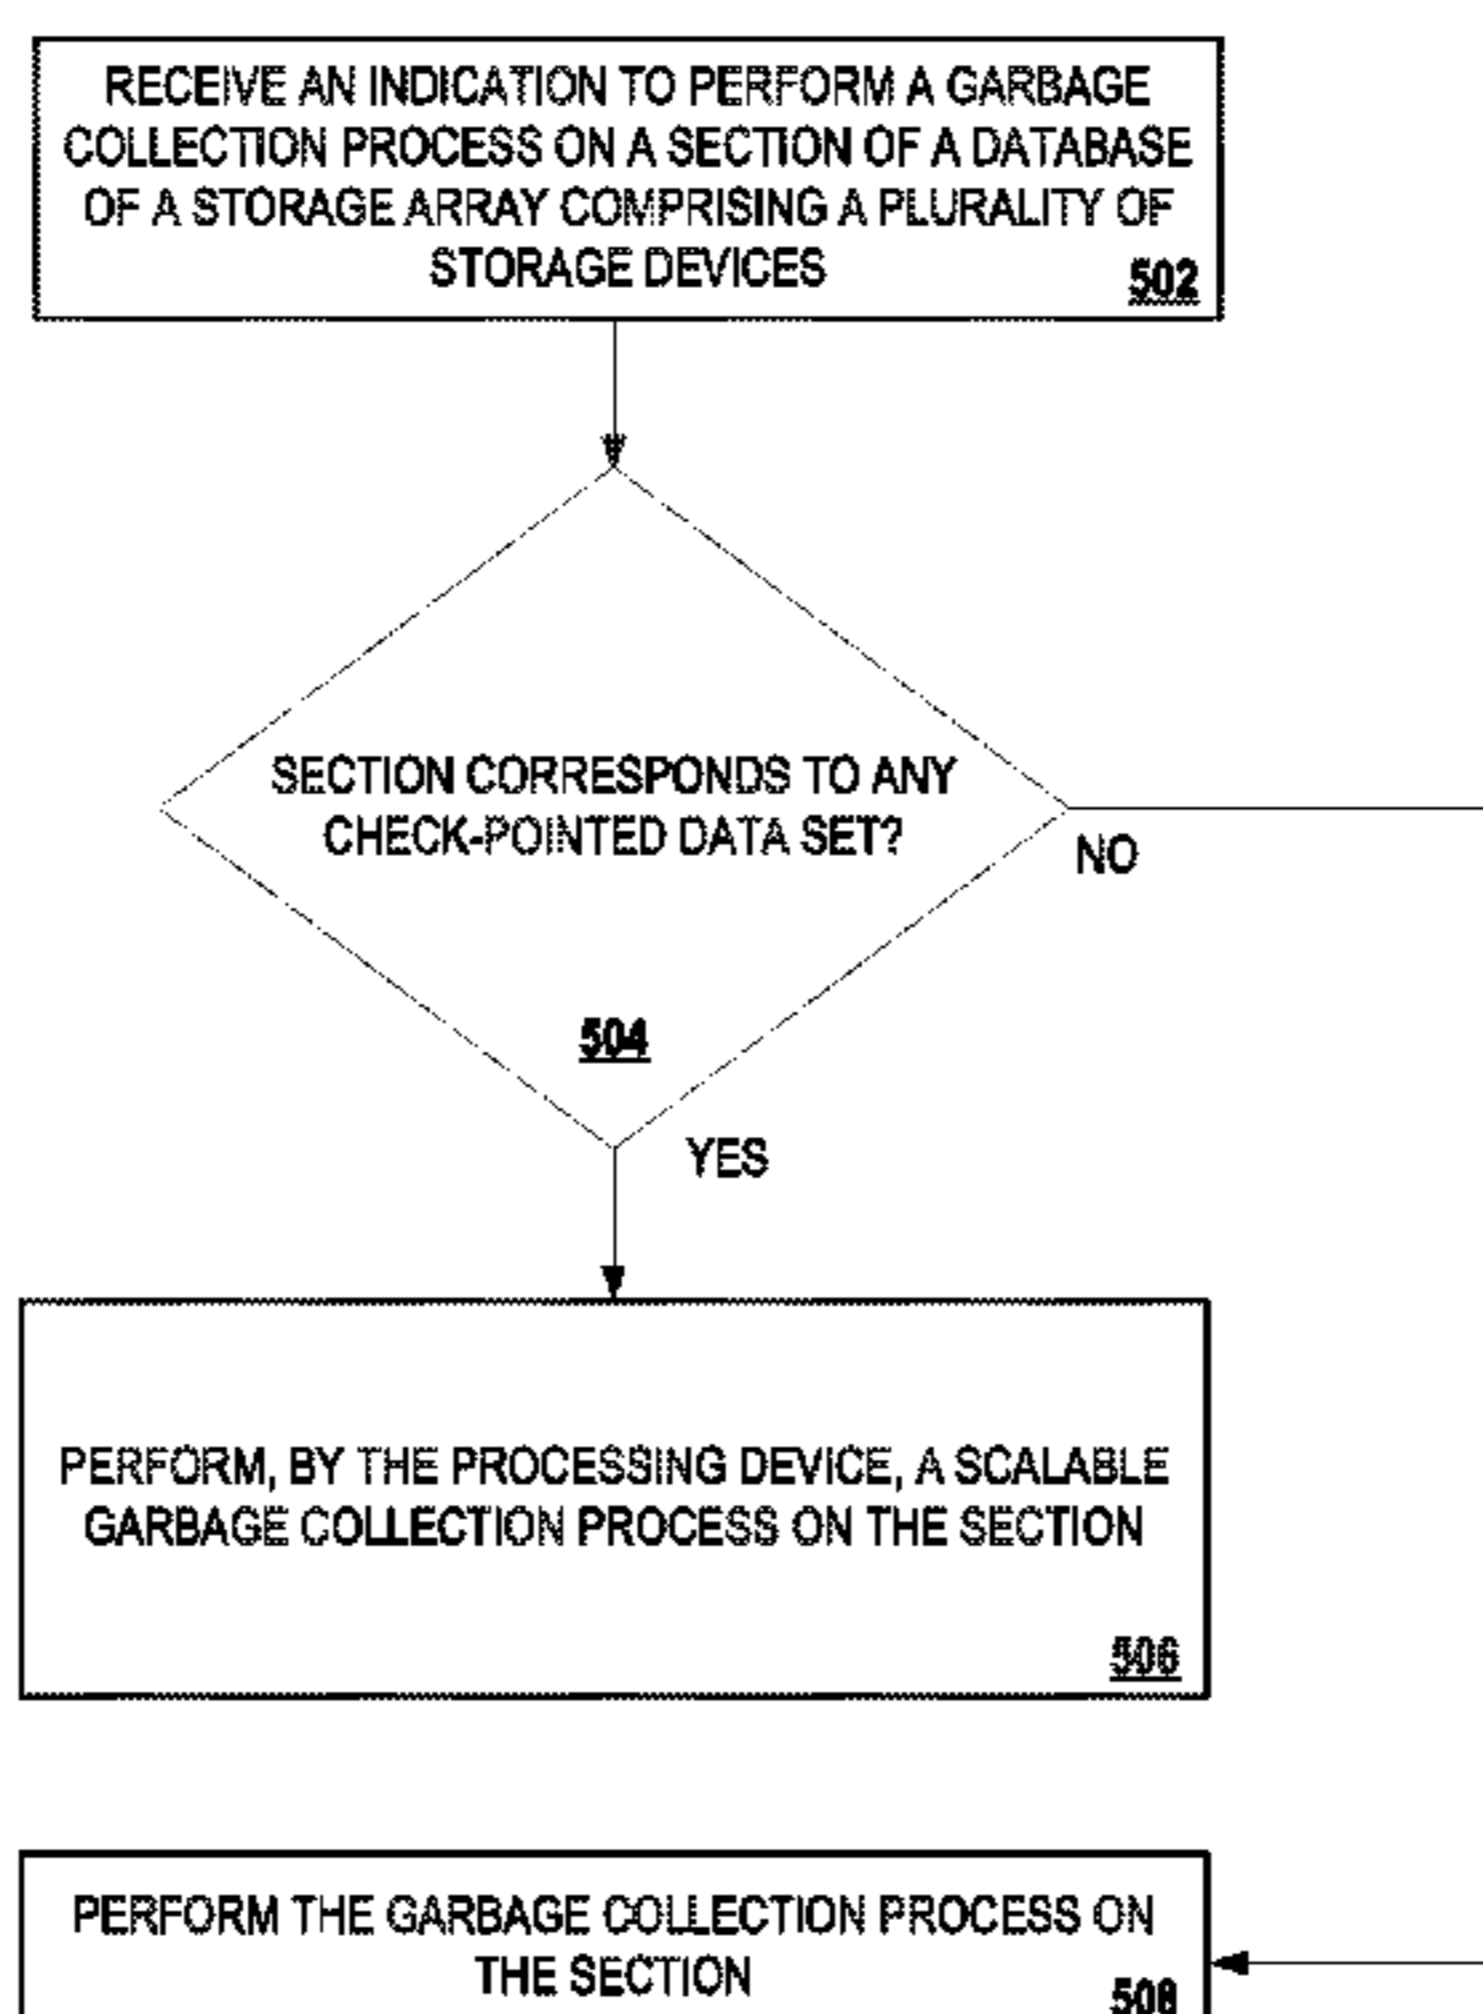 RECEIVE AN INDICATION TO PERFORM A GARBAGE
COLLECTION PROCESS ON A SECTION OF A DATABASE
OF A STORAGE ARRAY COMPRISING A PLURALITY OF
STORAGE DEVICES
502
SECTION CORRESPONDS TO ANY
CHECK-POINTED DATA SET?
NO
504
YES
PERFORM, BY THE PROCESSING DEVICE, A SCALABLE
GARBAGE COLLECTION PROCESS ON THE SECTION
506
PERFORM THE GARBAGE COLLECTION PROCESS ON
THE SECTION
508